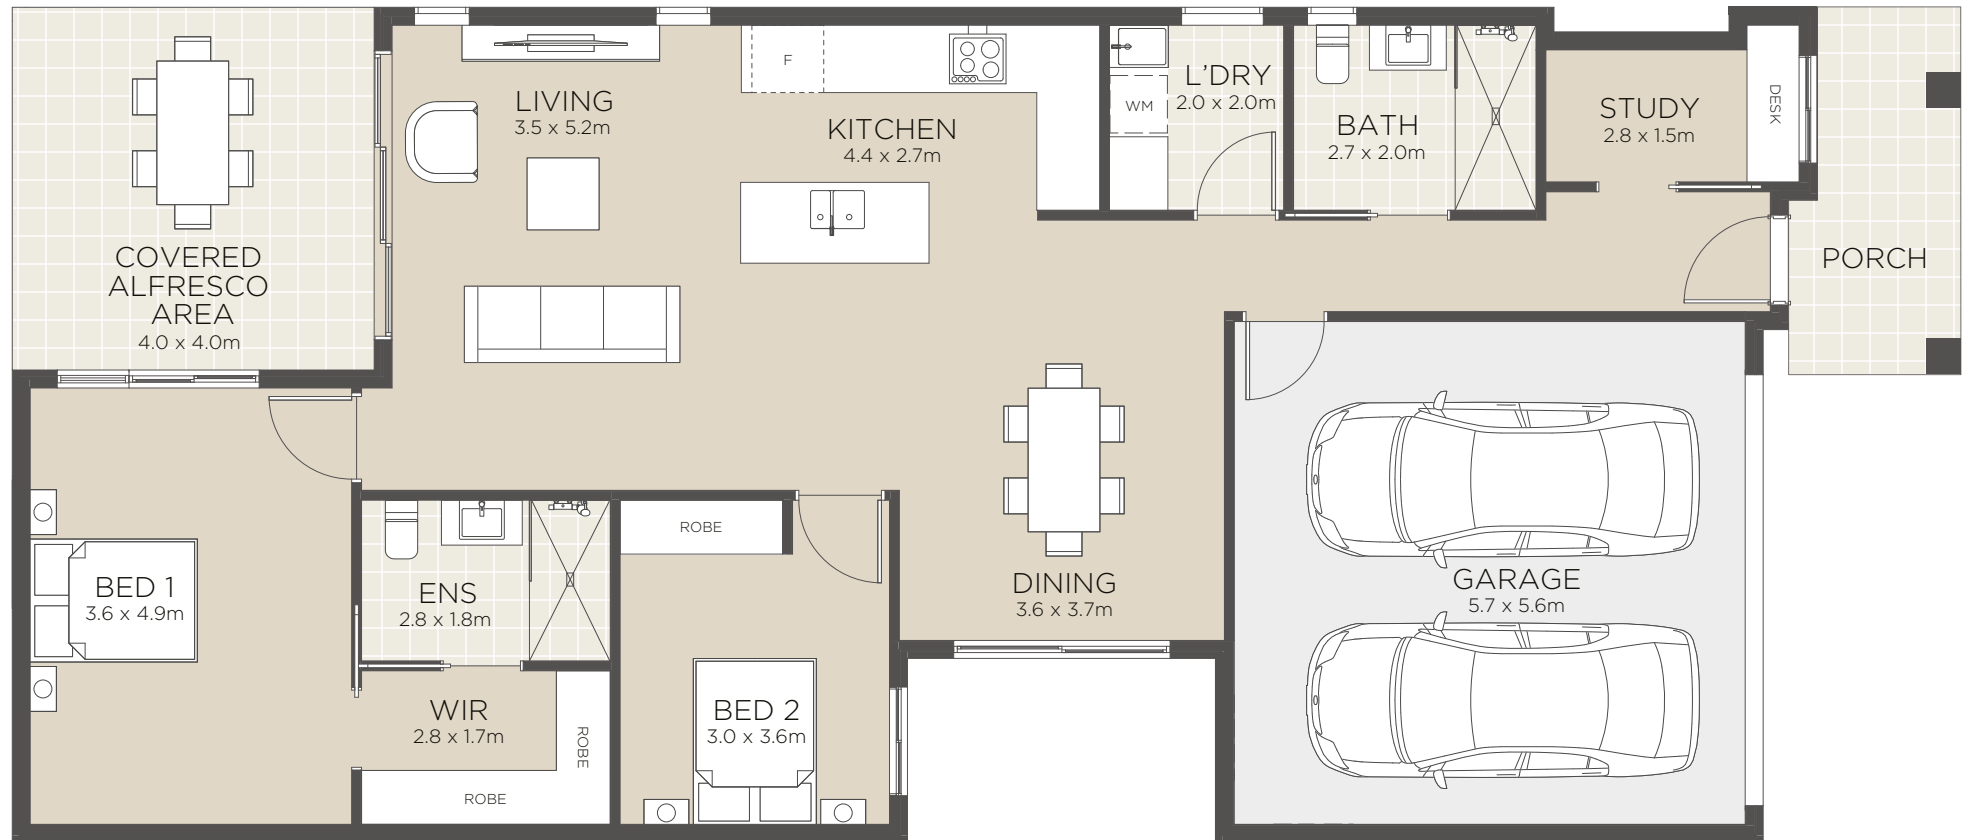 COVERED
ALFRESCO
AREA
4.0 x 4.0m
LIVING
3.5 x 5.2m
F
KITCHEN
4.4 x 2.7m
WM
L'DRY
2.0 x 2.0m
BATH
2.7 x 2.0m
STUDY
2.8 x 1.5m
DESK
PORCH
BED 1
3.6 x 4.9m
ENS
2.8 x 1.8m
WIR
2.8 x 1.7m
ROBE
ROBE
ROBE
BED 2
3.0 x 3.6m
DINING
3.6 x 3.7m
GARAGE
5.7 x 5.6m